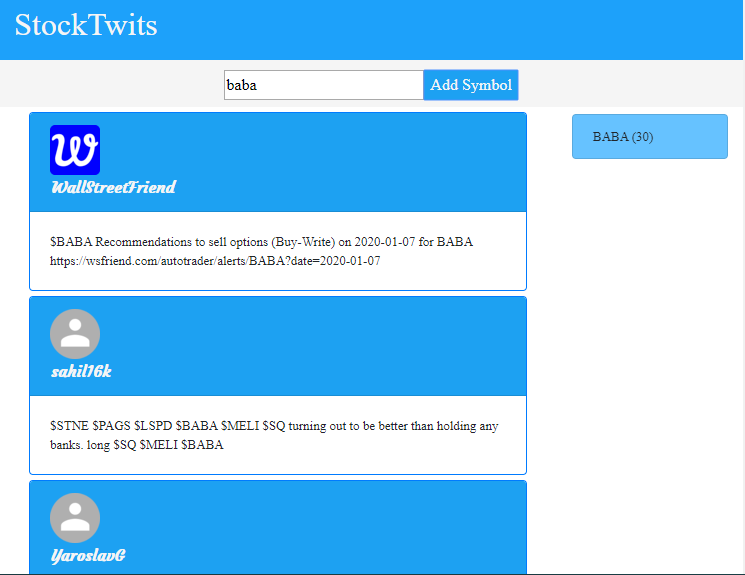 StockTwits
baba
Add Symbol
BABA (30)
W
WallStreetFriend
$BABA Recommendations to sell options (Buy-Write) on 2020-01-07 for BABA
https://wsfriend.com/autotrader/alerts/BABA?date=2020-01-07
sahil16k
$STNE $PAGS $LSPD $BABA $MELI $SQ turning out to be better than holding any
banks. long $SQ $MELI $BABA
YaroslavG